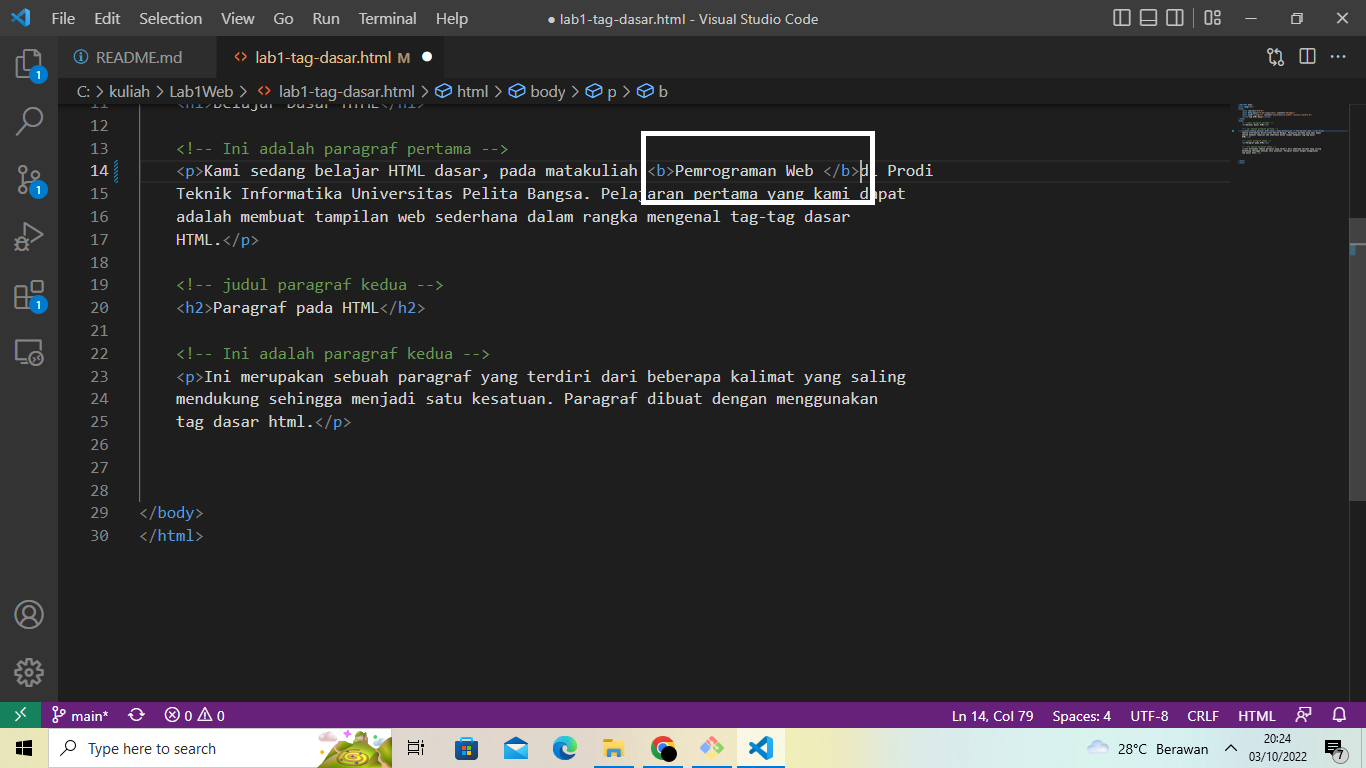 File Edit Selection View Go Run Terminal Help ● lab1-tag-dasar.html - Visual Studio Code
README.md lab1-tag-dasar.html M
C: > kuliah > Lab1Web > lab1-tag-dasar.html > html > body > p > b
11 <h1>Belajar Dasar HTML</h1>
12
13 <!-- Ini adalah paragraf pertama -->
14 <p>Kami sedang belajar HTML dasar, pada matakuliah <b>Pemrograman Web </b>di Prodi
15 Teknik Informatika Universitas Pelita Bangsa. Pelajaran pertama yang kami dapat
16 adalah membuat tampilan web sederhana dalam rangka mengenal tag-tag dasar
17 HTML.</p>
18
19 <!-- judul paragraf kedua -->
20 <h2>Paragraf pada HTML</h2>
21
22 <!-- Ini adalah paragraf kedua -->
23 <p>Ini merupakan sebuah paragraf yang terdiri dari beberapa kalimat yang saling
24 mendukung sehingga menjadi satu kesatuan. Paragraf dibuat dengan menggunakan
25 tag dasar html.</p>
26
27
28
29 </body>
30 </html>
1
1
1
main* 0 0 Ln 14, Col 79 Spaces: 4 UTF-8 CRLF HTML
Type here to search 28°C Berawan 20:24
03/10/2022 7